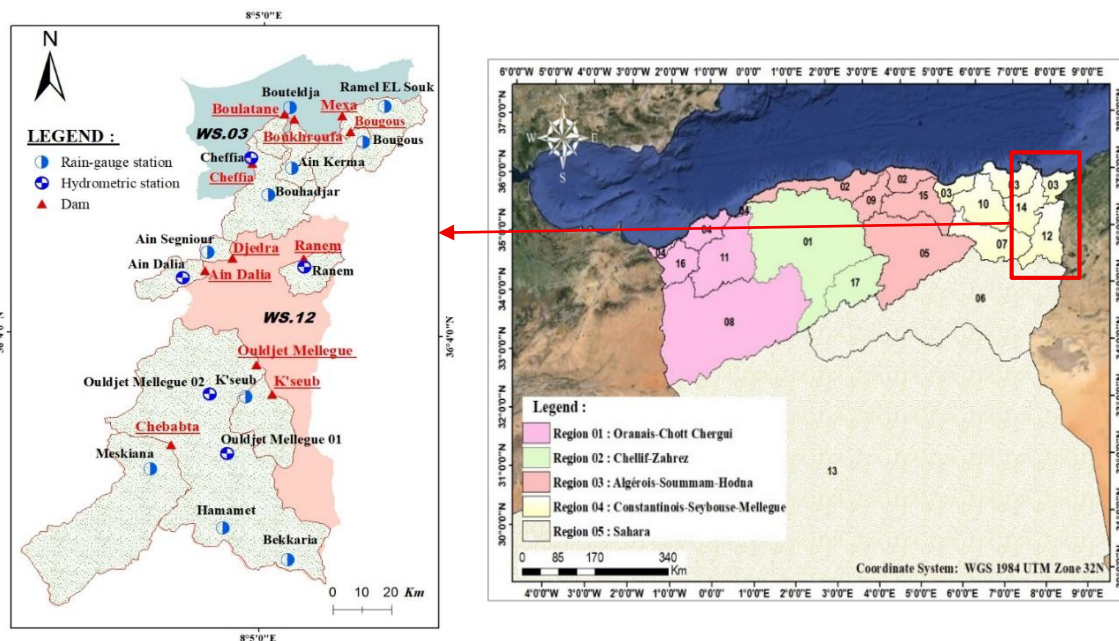 8°5'0"E
N
LEGEND :
Rain-gauge station
Hydrometric station
Dam
Bouteldja
Ramel EL Souk
Boulatane
Mexa
WS.03
Bougous
Boukhroufa
Bougous
Cheffia
Cheffia
Ain Kerma
Bouhadjar
Ain Segniour
Djedra
Ranem
Ain Dalia
Ain Dalia
Ranem
WS.12
36°4'0"N
Ouldjet Mellegue
Ouldjet Mellegue 02
K'seub
K'seub
Chebabta
Ouldjet Mellegue 01
Meskiana
Hamamet
Bekkaria
0 10 20
Km
8°5'0"E
6°0'0"W 5°0'0"W 4°0'0"W 3°0'0"W 2°0'0"W 1°0'0"W 0°0'0" 1°0'0"E 2°0'0"E 3°0'0"E 4°0'0"E 5°0'0"E 6°0'0"E 7°0'0"E 8°0'0"E 9°0'0"E
37°0'0"N
36°0'0"N
35°0'0"N
34°0'0"N
33°0'0"N
32°0'0"N
31°0'0"N
30°0'0"N
N
W E
S
02
02
03
03
03
04
04
04
09
15
10
14
12
07
16
11
01
05
17
08
06
13
Legend :
Region 01 : Oranais-Chott Chergui
Region 02 : Chellif-Zahrez
Region 03 : Algérois-Soummam-Hodna
Region 04 : Constantinois-Seybouse-Mellegue
Region 05 : Sahara
0 85 170 340
Km
Coordinate System: WGS 1984 UTM Zone 32N
4°0'0"W 3°0'0"W 2°0'0"W 1°0'0"W 0°0'0" 1°0'0"E 2°0'0"E 3°0'0"E 4°0'0"E 5°0'0"E 6°0'0"E 7°0'0"E 8°0'0"E